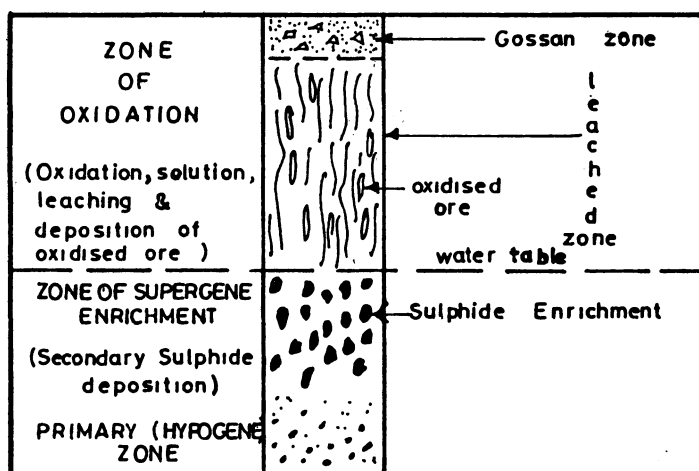 ZONE
OF
OXIDATION
(Oxidation, solution,
leaching &
deposition of
oxidised ore )
Gossan zone
leached
zone
oxidised
ore
water table
ZONE OF SUPERGENE
ENRICHMENT
(Secondary Sulphide
deposition)
Sulphide Enrichment
PRIMARY (HYPOGENE)
ZONE